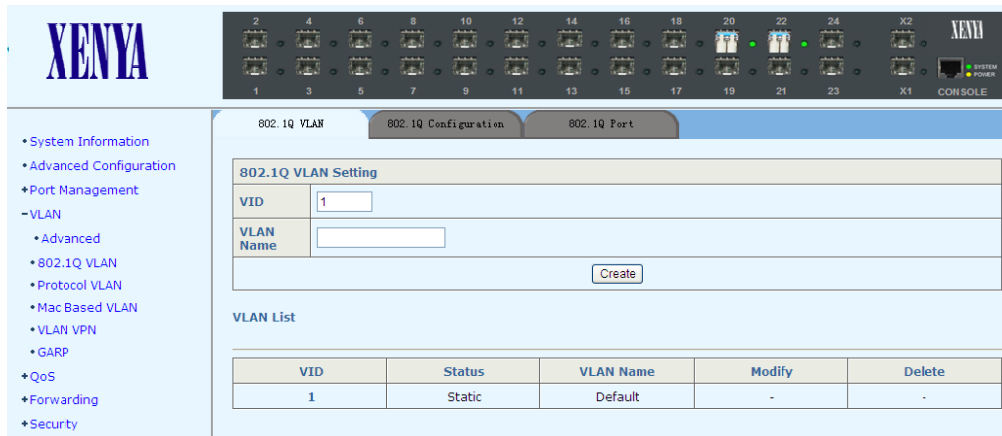 XENYA
2 4 6 8 10 12 14 16 18 20 22 24 X2
XENYA
SYSTEM
POWER
1 3 5 7 9 11 13 15 17 19 21 23 X1 CONSOLE
802.1Q VLAN 802.1Q Configuration 802.1Q Port
System Information
Advanced Configuration
+Port Management
-VLAN
Advanced
802.1Q VLAN
Protocol VLAN
Mac Based VLAN
VLAN VPN
GARP
+QoS
+Forwarding
+Security
802.1Q VLAN Setting
VID 1
VLAN
Name
Create
VLAN List
VID Status VLAN Name Modify Delete
1 Static Default - -